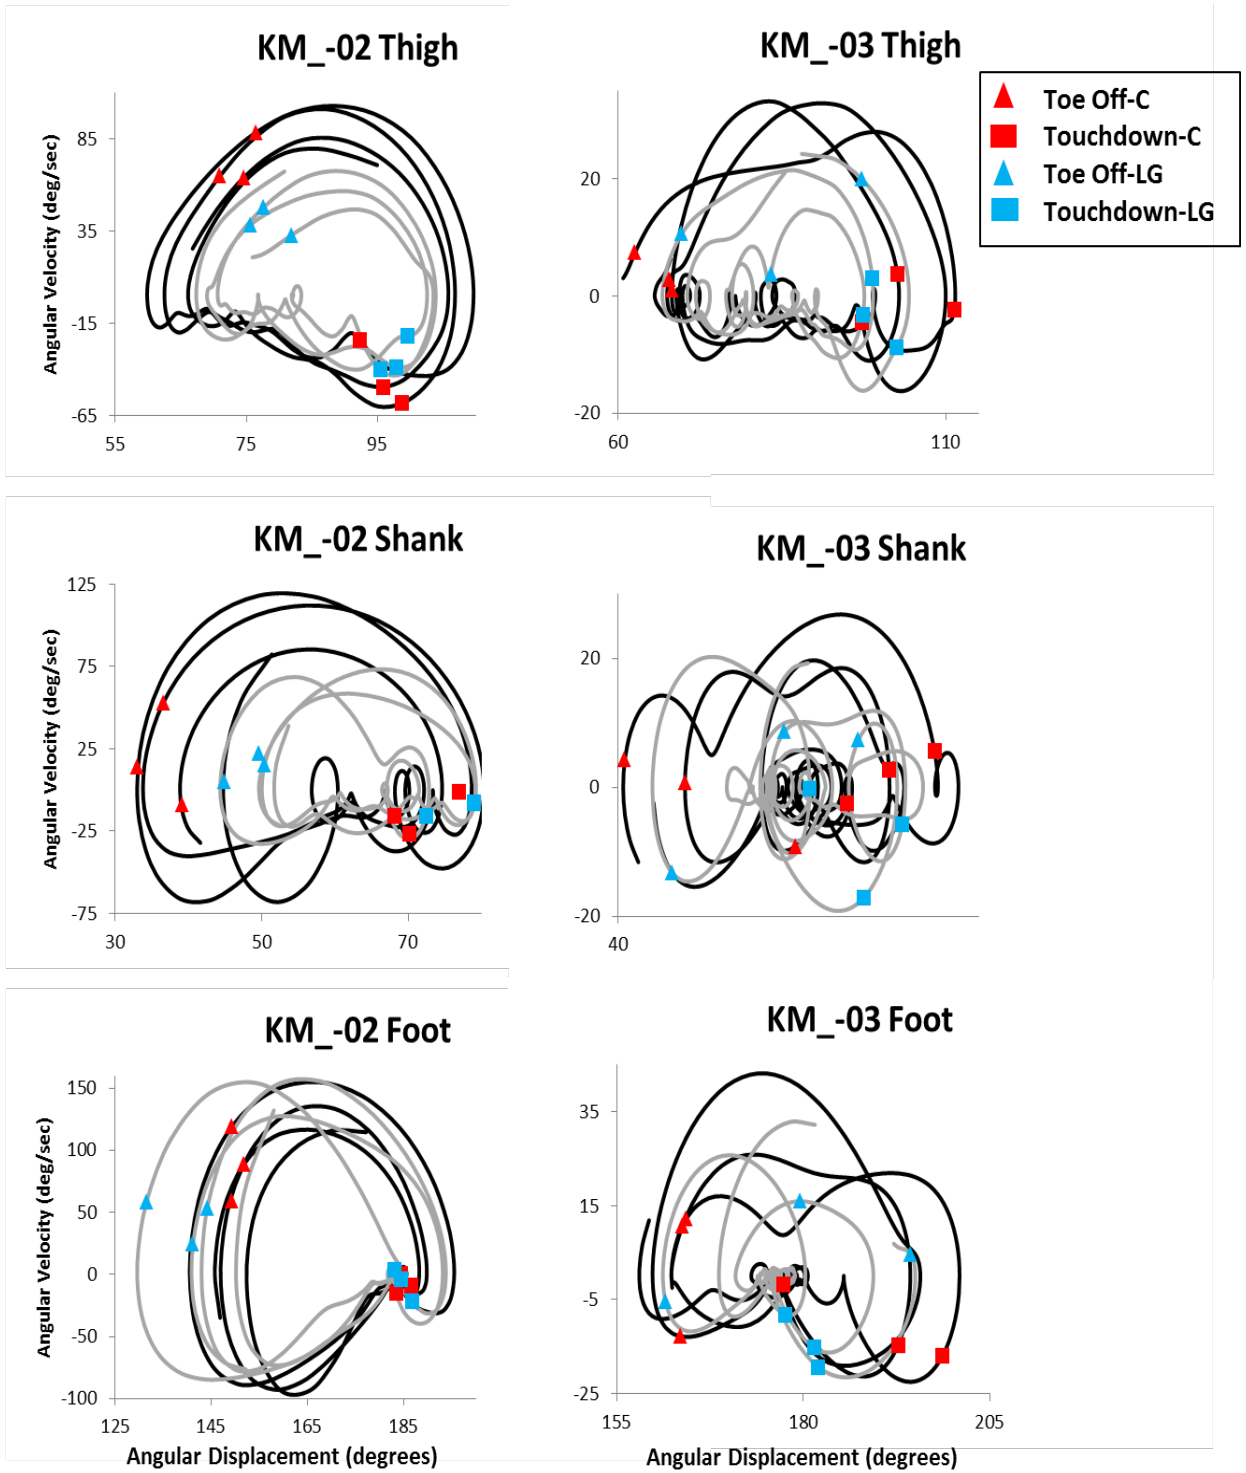 KM_-02 Thigh
Angular Velocity (deg/sec)
85
35
-15
-65
55
75
95
KM_-03 Thigh
20
0
-20
60
110
Toe Off-C
Touchdown-C
Toe Off-LG
Touchdown-LG
KM_-02 Shank
Angular Velocity (deg/sec)
125
75
25
-25
-75
30
50
70
KM_-03 Shank
20
0
-20
40
KM_-02 Foot
Angular Velocity (deg/sec)
150
100
50
0
-50
-100
125
145
165
185
Angular Displacement (degrees)
KM_-03 Foot
35
15
-5
-25
155
180
205
Angular Displacement (degrees)